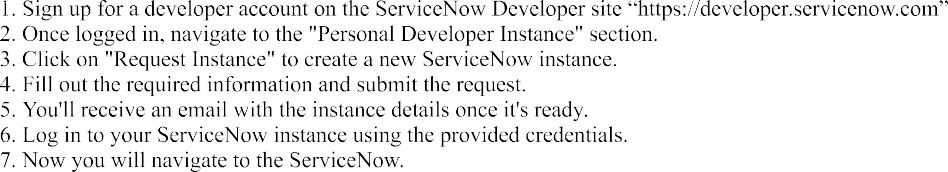 1. Sign up for a developer account on the ServiceNow Developer site “https://developer.servicenow.com”
2. Once logged in, navigate to the "Personal Developer Instance" section.
3. Click on "Request Instance" to create a new ServiceNow instance.
4. Fill out the required information and submit the request.
5. You'll receive an email with the instance details once it's ready.
6. Log in to your ServiceNow instance using the provided credentials.
7. Now you will navigate to the ServiceNow.